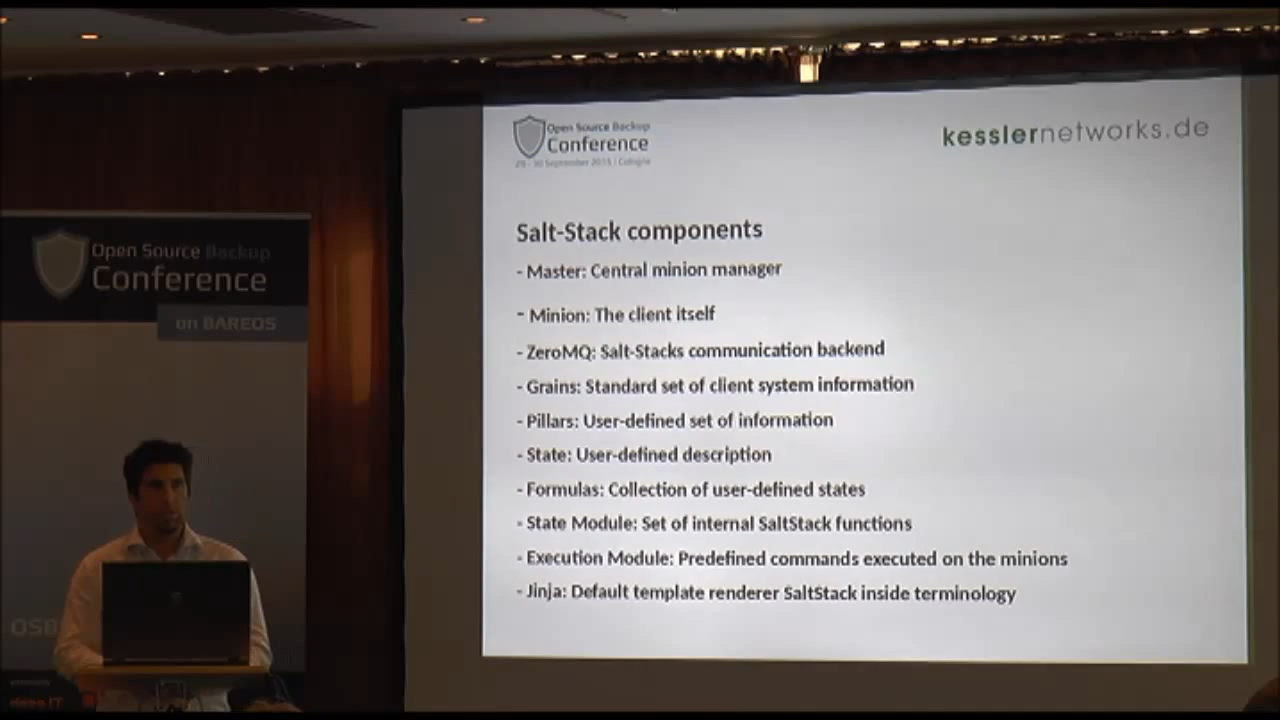 Open Source Backup
Conference
on BAREOS
Open Source Backup
Conference
kesslernetworks.de
Salt-Stack components
- Master: Central minion manager
- Minion: The client itself
- ZeroMQ: Salt-Stacks communication backend
- Grains: Standard set of client system information
- Pillars: User-defined set of information
- State: User-defined description
- Formulas: Collection of user-defined states
- State Module: Set of internal SaltStack functions
- Execution Module: Predefined commands executed on the minions
- Jinja: Default template renderer SaltStack inside terminology